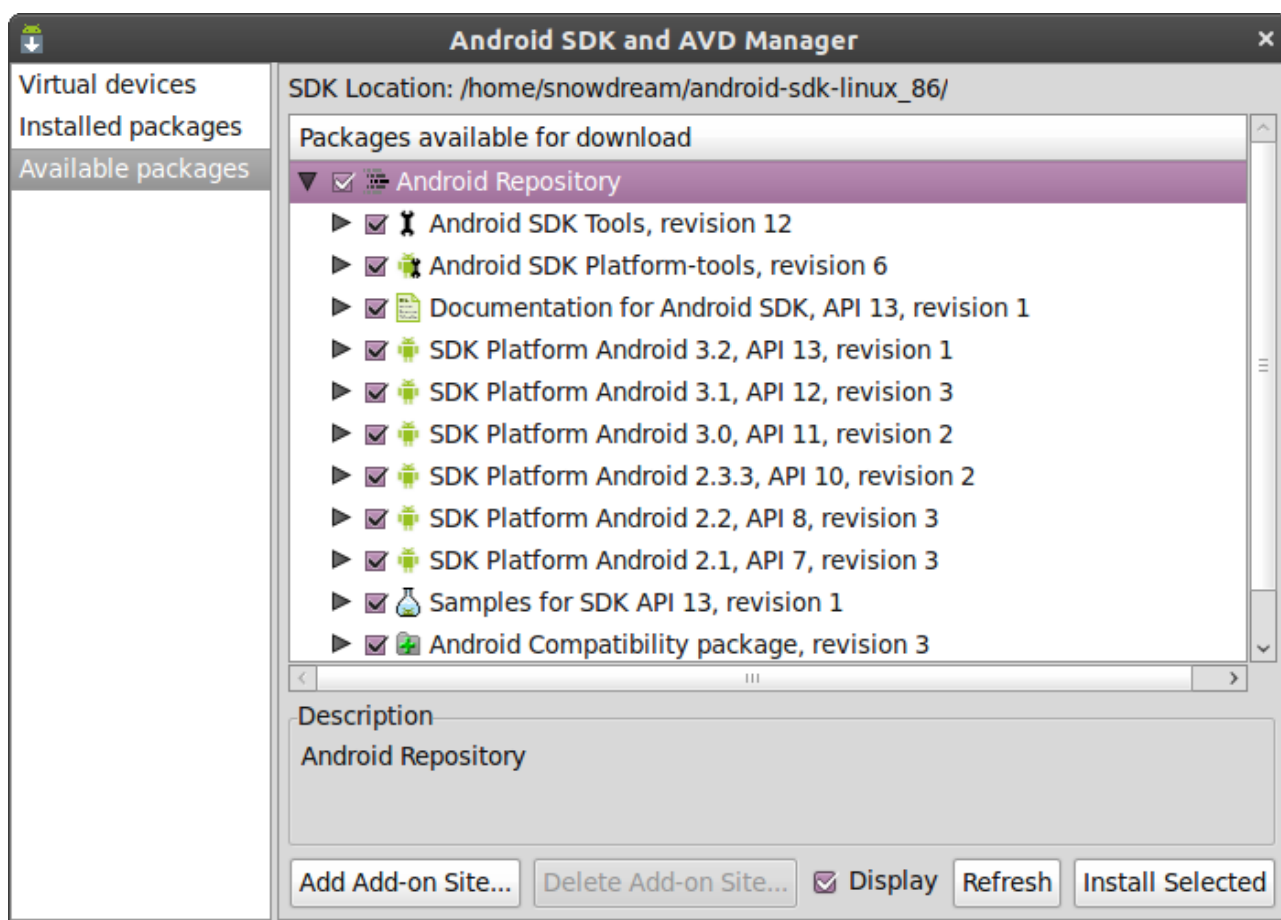 Android SDK and AVD Manager
Virtual devices
Installed packages
Available packages
SDK Location: /home/snowdream/android-sdk-linux_86/
Packages available for download
Android Repository
Android SDK Tools, revision 12
Android SDK Platform-tools, revision 6
Documentation for Android SDK, API 13, revision 1
SDK Platform Android 3.2, API 13, revision 1
SDK Platform Android 3.1, API 12, revision 3
SDK Platform Android 3.0, API 11, revision 2
SDK Platform Android 2.3.3, API 10, revision 2
SDK Platform Android 2.2, API 8, revision 3
SDK Platform Android 2.1, API 7, revision 3
Samples for SDK API 13, revision 1
Android Compatibility package, revision 3
Description
Android Repository
Add Add-on Site... Delete Add-on Site... Display Refresh Install Selected